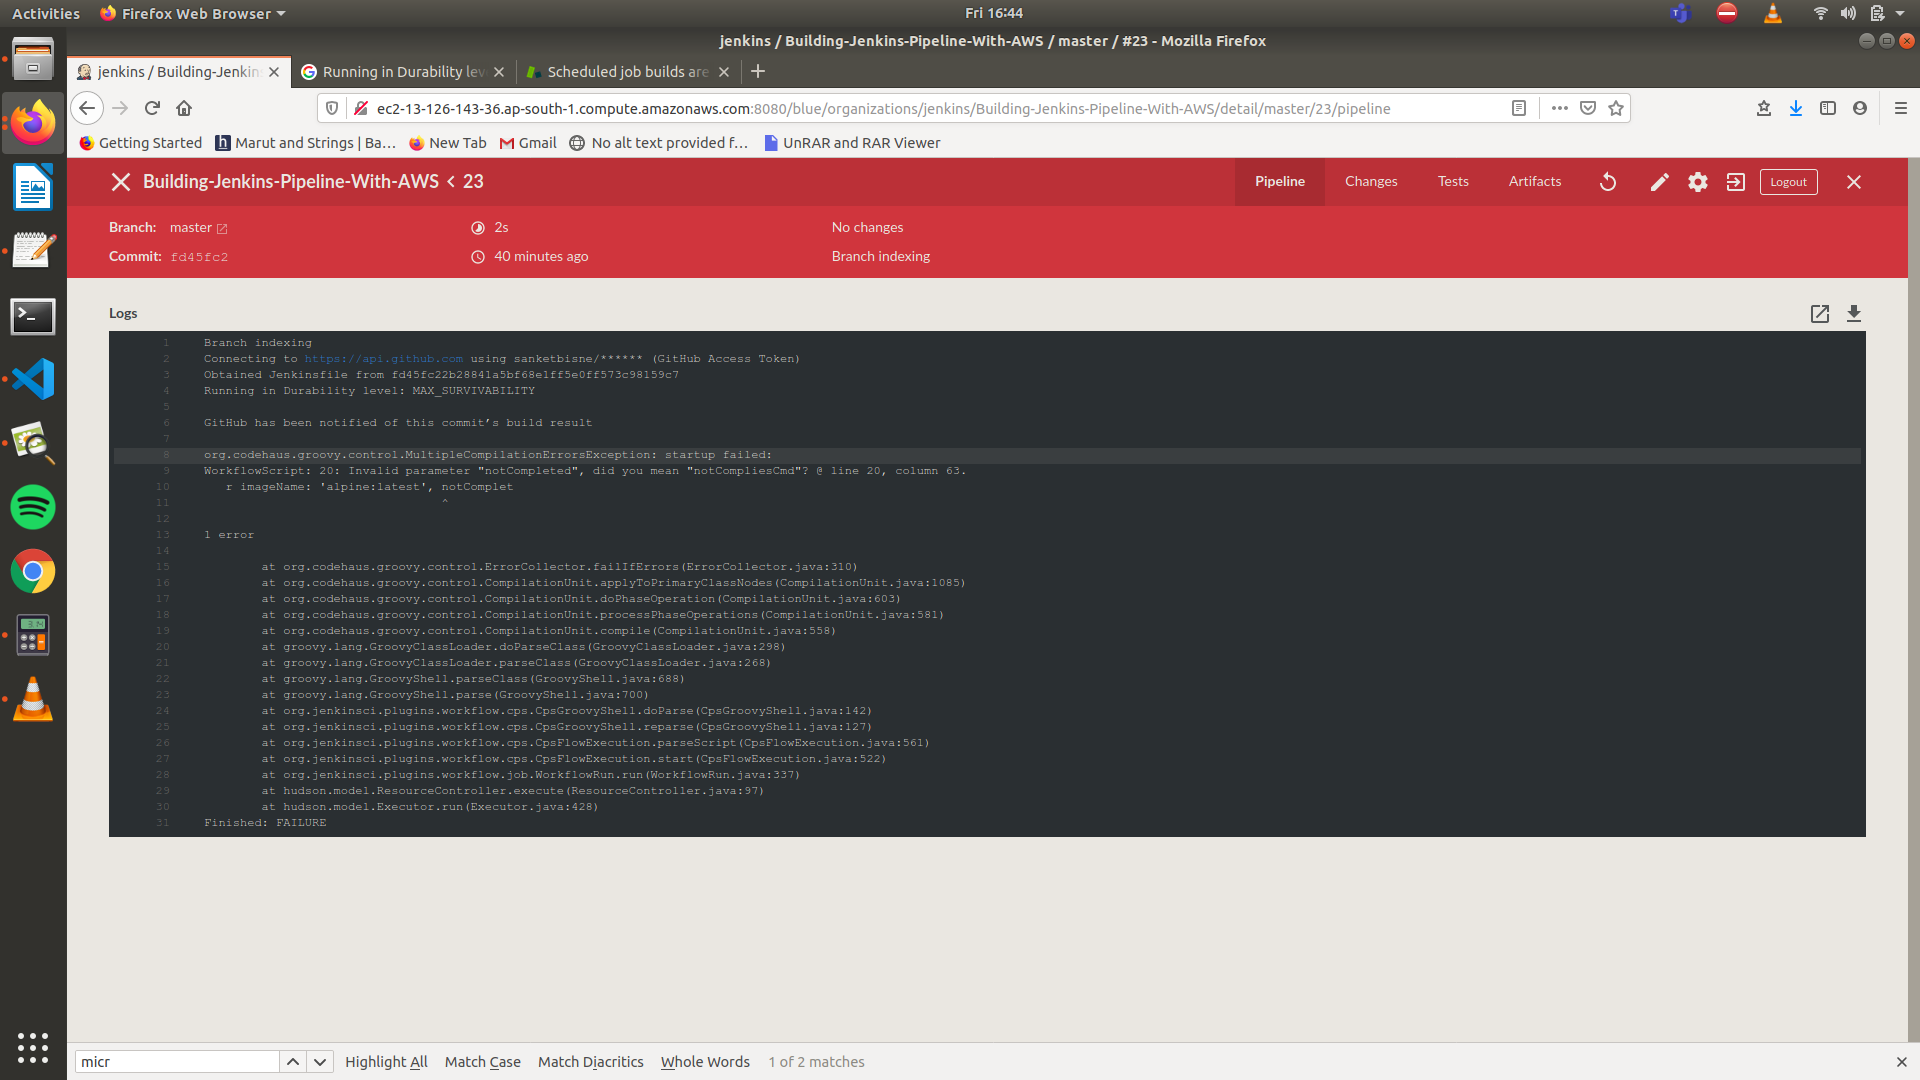 Activities
Firefox Web Browser
Fri 16:44
jenkins / Building-Jenkins-Pipeline-With-AWS / master / #23 - Mozilla Firefox
jenkins / Building-Jenkin
Running in Durability lev
Scheduled job builds are
ec2-13-126-143-36.ap-south-1.compute.amazonaws.com:8080/blue/organizations/jenkins/Building-Jenkins-Pipeline-With-AWS/detail/master/23/pipeline
Getting Started
Marut and Strings | Ba…
New Tab
Gmail
No alt text provided f…
UnRAR and RAR Viewer
Building-Jenkins-Pipeline-With-AWS < 23
Pipeline
Changes
Tests
Artifacts
Logout
Branch: master
2s
No changes
Commit: fd45fc2
40 minutes ago
Branch indexing
Logs
1 Branch indexing
2 Connecting to https://api.github.com using sanketbisne/****** (GitHub Access Token)
3 Obtained Jenkinsfile from fd45fc22b28841a5bf68e1ff5e0ff573c98159c7
4 Running in Durability level: MAX_SURVIVABILITY
5
6 GitHub has been notified of this commit’s build result
7
8 org.codehaus.groovy.control.MultipleCompilationErrorsException: startup failed:
9 WorkflowScript: 20: Invalid parameter "notCompleted", did you mean "notCompliesCmd"? @ line 20, column 63.
10 r imageName: 'alpine:latest', notComplet
11 ^
12
13 1 error
14
15 at org.codehaus.groovy.control.ErrorCollector.failIfErrors(ErrorCollector.java:310)
16 at org.codehaus.groovy.control.CompilationUnit.applyToPrimaryClassNodes(CompilationUnit.java:1085)
17 at org.codehaus.groovy.control.CompilationUnit.doPhaseOperation(CompilationUnit.java:603)
18 at org.codehaus.groovy.control.CompilationUnit.processPhaseOperations(CompilationUnit.java:581)
19 at org.codehaus.groovy.control.CompilationUnit.compile(CompilationUnit.java:558)
20 at groovy.lang.GroovyClassLoader.doParseClass(GroovyClassLoader.java:298)
21 at groovy.lang.GroovyClassLoader.parseClass(GroovyClassLoader.java:268)
22 at groovy.lang.GroovyShell.parseClass(GroovyShell.java:688)
23 at groovy.lang.GroovyShell.parse(GroovyShell.java:700)
24 at org.jenkinsci.plugins.workflow.cps.CpsGroovyShell.doParse(CpsGroovyShell.java:142)
25 at org.jenkinsci.plugins.workflow.cps.CpsGroovyShell.reparse(CpsGroovyShell.java:127)
26 at org.jenkinsci.plugins.workflow.cps.CpsFlowExecution.parseScript(CpsFlowExecution.java:561)
27 at org.jenkinsci.plugins.workflow.cps.CpsFlowExecution.start(CpsFlowExecution.java:522)
28 at org.jenkinsci.plugins.workflow.job.WorkflowRun.run(WorkflowRun.java:337)
29 at hudson.model.ResourceController.execute(ResourceController.java:97)
30 at hudson.model.Executor.run(Executor.java:428)
31 Finished: FAILURE
micr
Highlight All
Match Case
Match Diacritics
Whole Words
1 of 2 matches